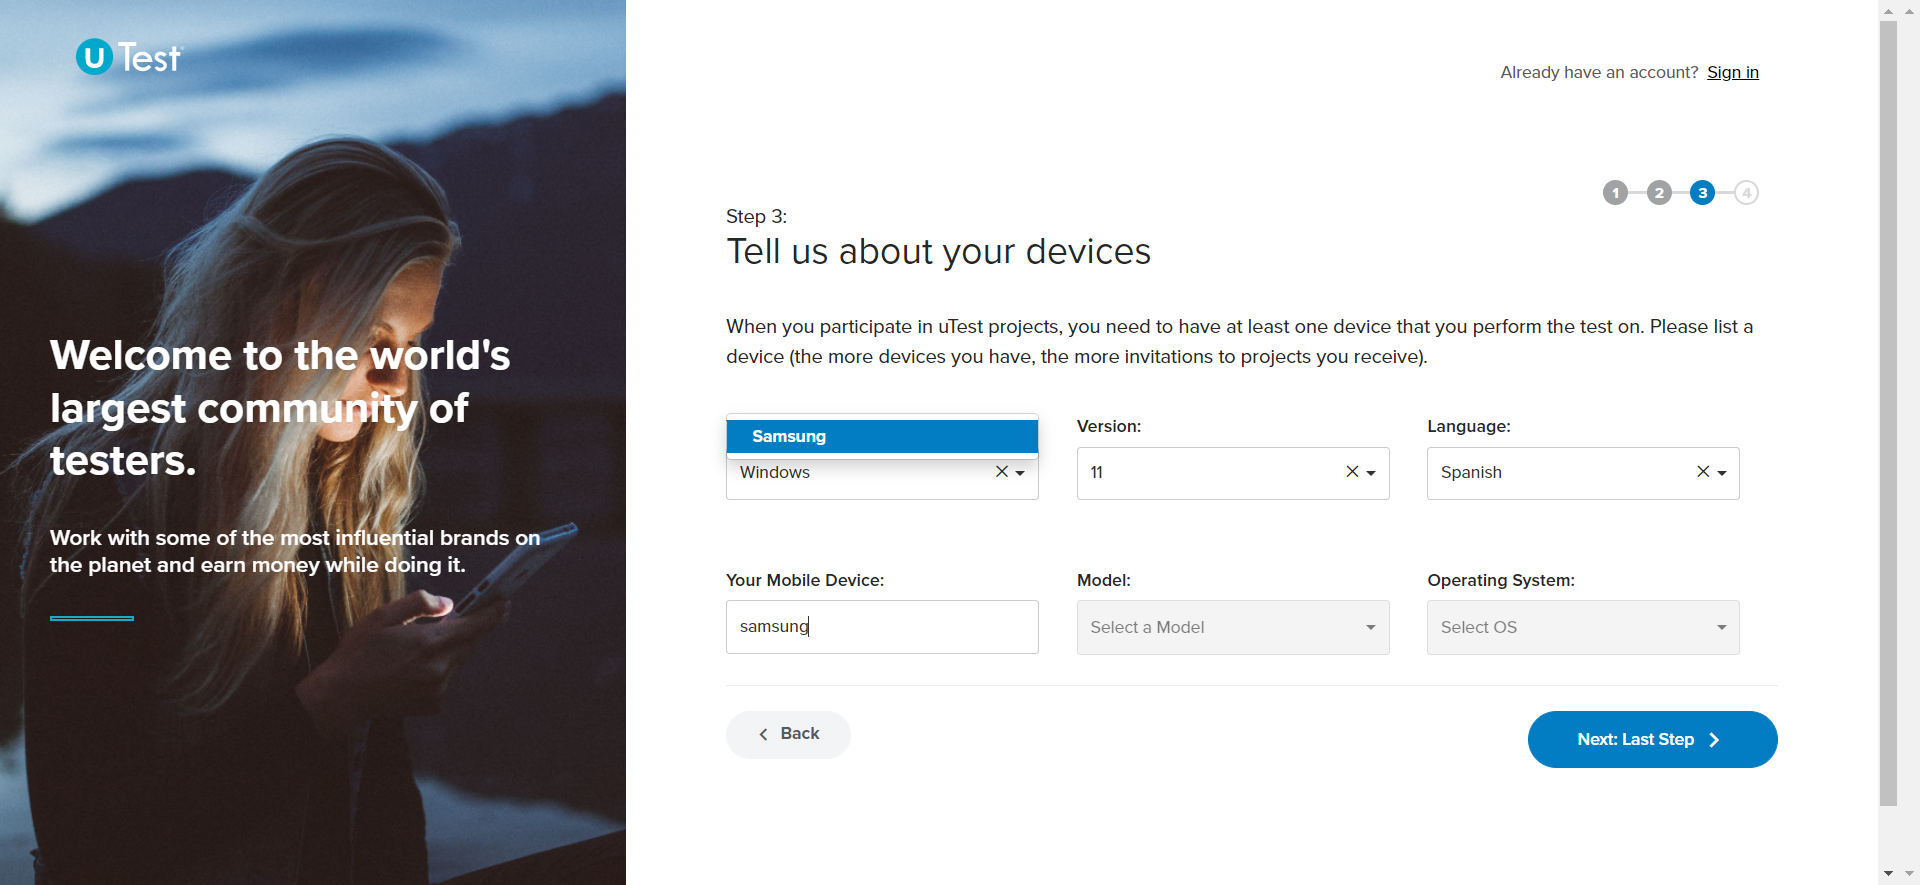 U Test
Welcome to the world's
largest community of
testers.
Work with some of the most influential brands on
the planet and earn money while doing it.
Already have an account? Sign in
1 2 3 4
Step 3:
Tell us about your devices
When you participate in uTest projects, you need to have at least one device that you perform the test on. Please list a
device (the more devices you have, the more invitations to projects you receive).
Samsung
Version:
Language:
Windows
11
Spanish
Your Mobile Device:
Model:
Operating System:
samsung
Select a Model
Select OS
Back
Next: Last Step